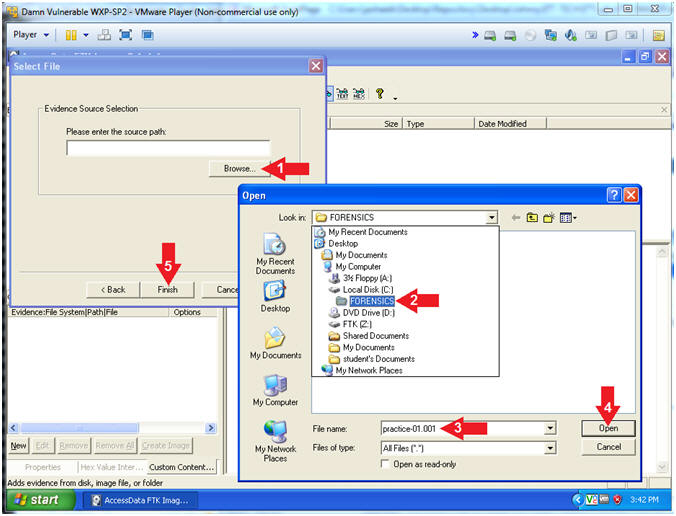 Damn Vulnerable WXP-SP2 - VMware Player (Non-commercial use only)
Player
Select File
Evidence Source Selection
Please enter the source path:
Browse...
1
5
< Back
Finish
Cance
TEXT
HEX
Size
Type
Date Modified
Open
Look in:
FORENSICS
My Recent Documents
Desktop
My Documents
My Computer
3½ Floppy (A:)
Local Disk (C:)
FORENSICS
2
DVD Drive (D:)
FTK (Z:)
Shared Documents
My Documents
student's Documents
My Network Places
My Recent
Documents
Desktop
My Documents
My Computer
My Network
Places
File name:
practice-01.001
3
Files of type:
All Files (*.*)
Open as read-only
4
Open
Cancel
Evidence:File System|Path|File
Options
New
Edit
Remove
Remove All
Create Image
Properties
Hex Value Inter...
Custom Content...
Adds evidence from disk, image file, or folder
start
AccessData FTK Imag...
3:42 PM